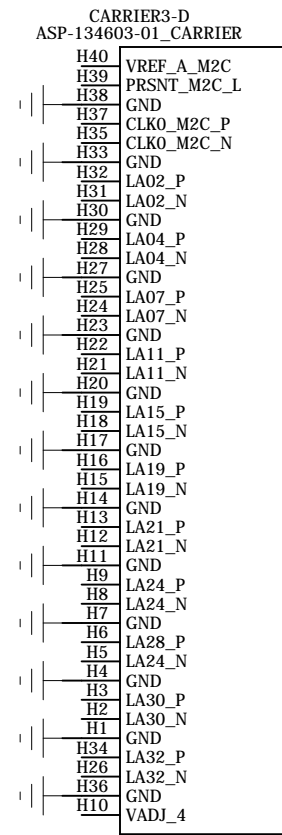 CARRIER3-D
ASP-134603-01_CARRIER
H40 VREF_A_M2C
H39 PRSNT_M2C_L
H38 GND
H37 CLK0_M2C_P
H35 CLK0_M2C_N
H33 GND
H32 LA02_P
H31 LA02_N
H30 GND
H29 LA04_P
H28 LA04_N
H27 GND
H25 LA07_P
H24 LA07_N
H23 GND
H22 LA11_P
H21 LA11_N
H20 GND
H19 LA15_P
H18 LA15_N
H17 GND
H16 LA19_P
H15 LA19_N
H14 GND
H13 LA21_P
H12 LA21_N
H11 GND
H9 LA24_P
H8 LA24_N
H7 GND
H6 LA28_P
H5 LA24_N
H4 GND
H3 LA30_P
H2 LA30_N
H1 GND
H34 LA32_P
H26 LA32_N
H36 GND
H10 VADJ_4